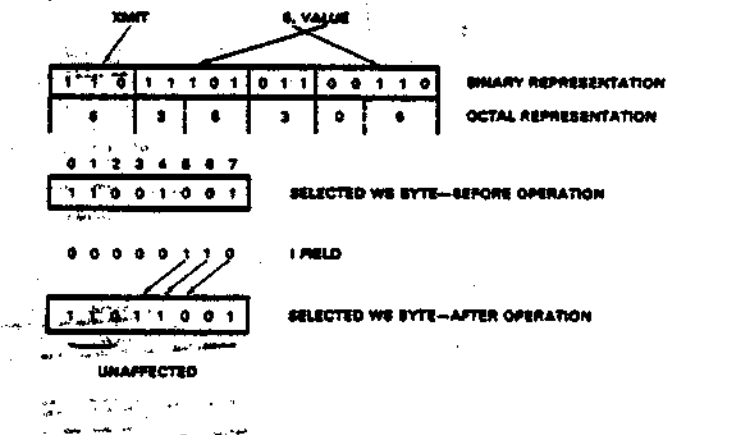 XMIT VALUE
1 1 0 1 1 1 0 1 0 1 1 0 0 1 1 0 BINARY REPRESENTATION
6 3 5 3 0 6 OCTAL REPRESENTATION
0 1 2 3 4 5 6 7
1 1 0 0 1 0 0 1 SELECTED WS BYTE—BEFORE OPERATION
0 0 0 0 0 1 1 0 I FIELD
1 1 0 1 1 0 0 1 SELECTED WS BYTE—AFTER OPERATION
UNAFFECTED